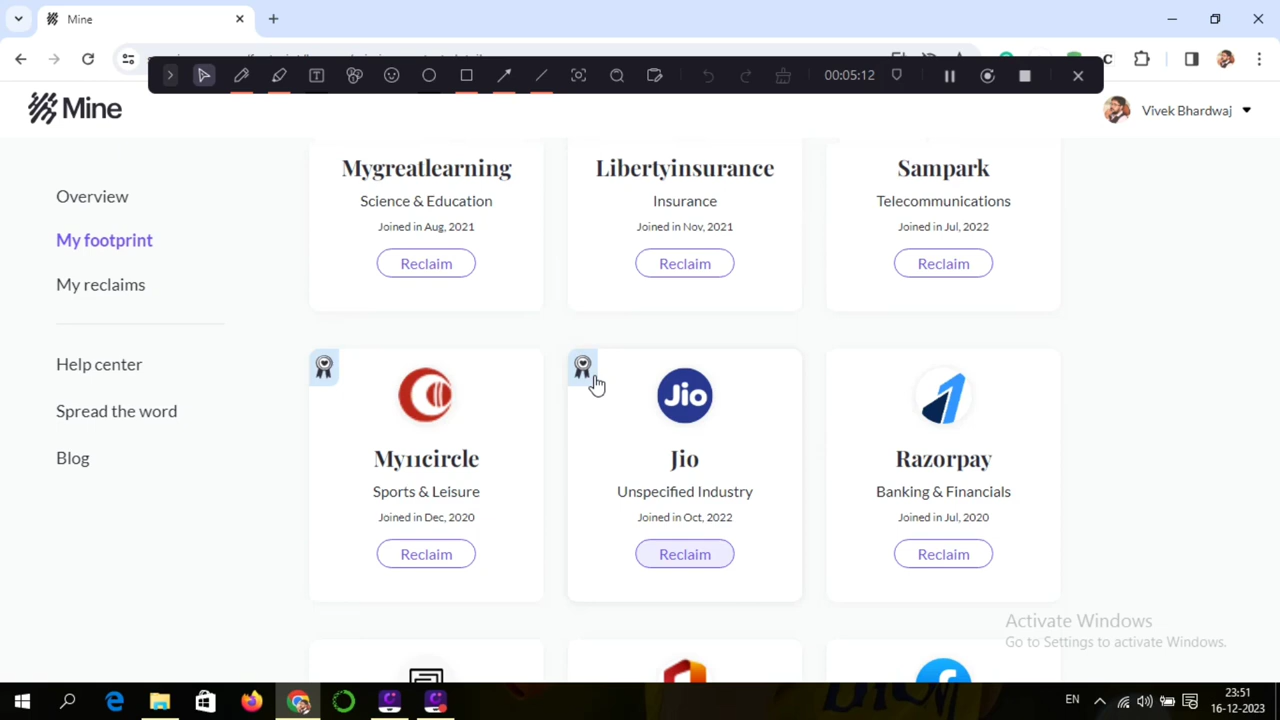 Mine
00:05:12
Mine
Vivek Bhardwaj
Overview
My footprint
My reclaims
Help center
Spread the word
Blog
Mygreatlearning
Science & Education
Joined in Aug, 2021
Reclaim
Libertyinsurance
Insurance
Joined in Nov, 2021
Reclaim
Sampark
Telecommunications
Joined in Jul, 2022
Reclaim
My11circle
Sports & Leisure
Joined in Dec, 2020
Reclaim
Jio
Jio
Unspecified Industry
Joined in Oct, 2022
Reclaim
Razorpay
Banking & Financials
Joined in Jul, 2020
Reclaim
Activate Windows
Go to Settings to activate Windows.
EN
23:51
16-12-2023